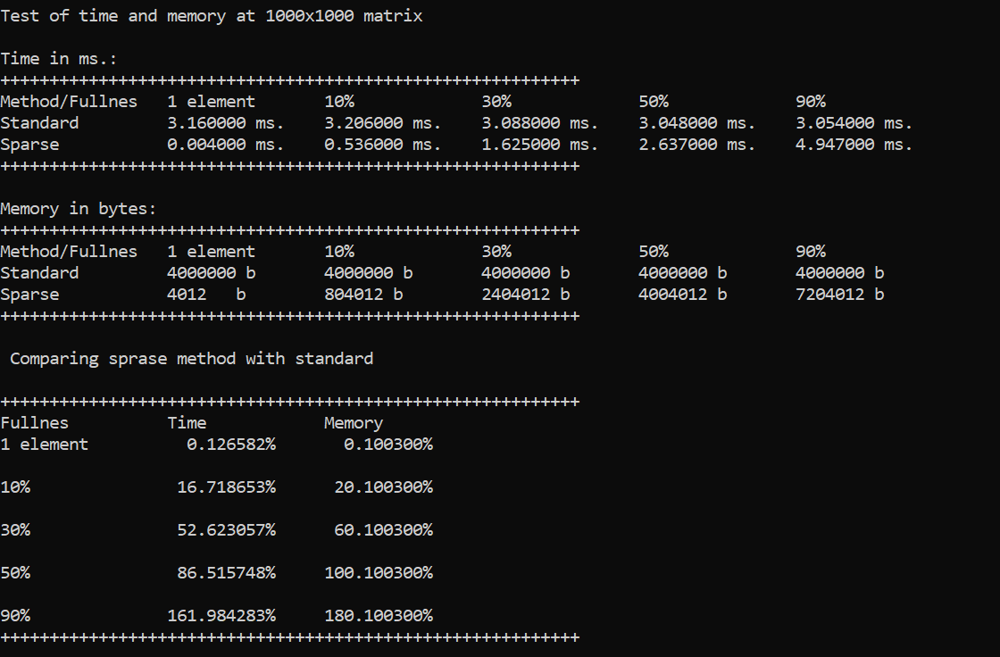 Test of time and memory at 1000x1000 matrix
Time in ms.:
+++++++++++++++++++++++++++++++++++++++++++++++++++++++++++
Method/Fullnes 1 element 10% 30% 50% 90%
Standard 3.160000 ms. 3.206000 ms. 3.088000 ms. 3.048000 ms. 3.054000 ms.
Sparse 0.004000 ms. 0.536000 ms. 1.625000 ms. 2.637000 ms. 4.947000 ms.
+++++++++++++++++++++++++++++++++++++++++++++++++++++++++++
Memory in bytes:
+++++++++++++++++++++++++++++++++++++++++++++++++++++++++++
Method/Fullnes 1 element 10% 30% 50% 90%
Standard 4000000 b 4000000 b 4000000 b 4000000 b 4000000 b
Sparse 4012 b 804012 b 2404012 b 4004012 b 7204012 b
+++++++++++++++++++++++++++++++++++++++++++++++++++++++++++
Comparing sprase method with standard
+++++++++++++++++++++++++++++++++++++++++++++++++++++++++++
Fullnes Time Memory
1 element 0.126582% 0.100300%
10% 16.718653% 20.100300%
30% 52.623057% 60.100300%
50% 86.515748% 100.100300%
90% 161.984283% 180.100300%
+++++++++++++++++++++++++++++++++++++++++++++++++++++++++++